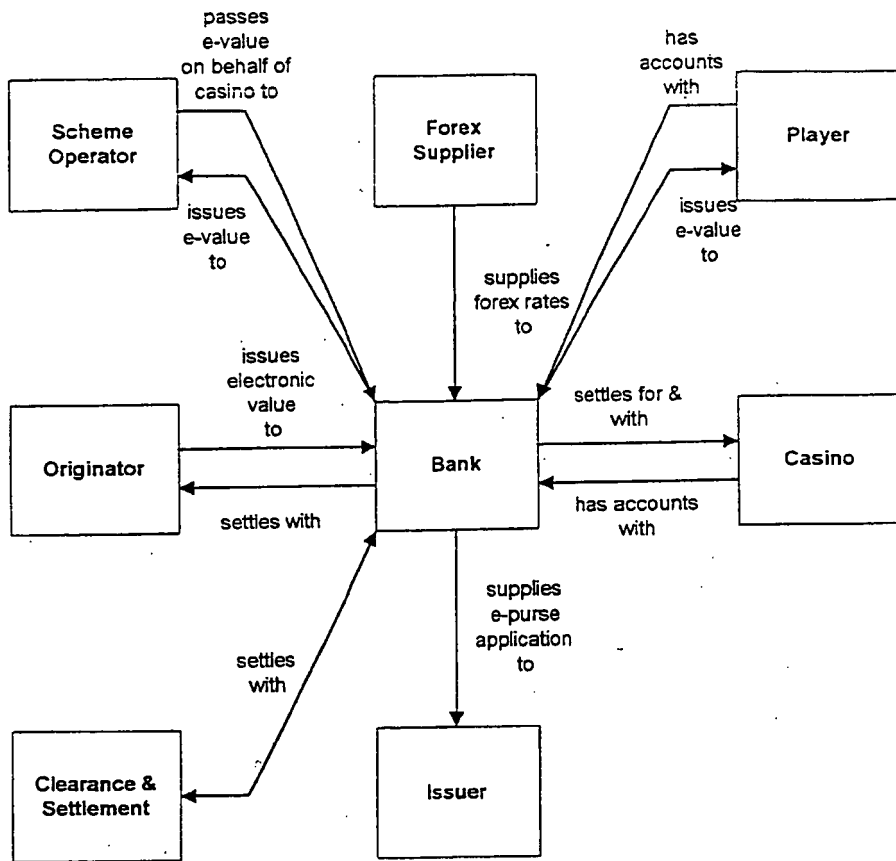 passes
e-value
on behalf of
casino to
has
accounts
with
Scheme
Operator
Forex
Supplier
Player
issues
e-value
to
issues
e-value
to
supplies
forex rates
to
issues
electronic
value
to
settles for &
with
Originator
Bank
Casino
settles with
has accounts
with
supplies
e-purse
application
to
settles
with
Clearance &
Settlement
Issuer